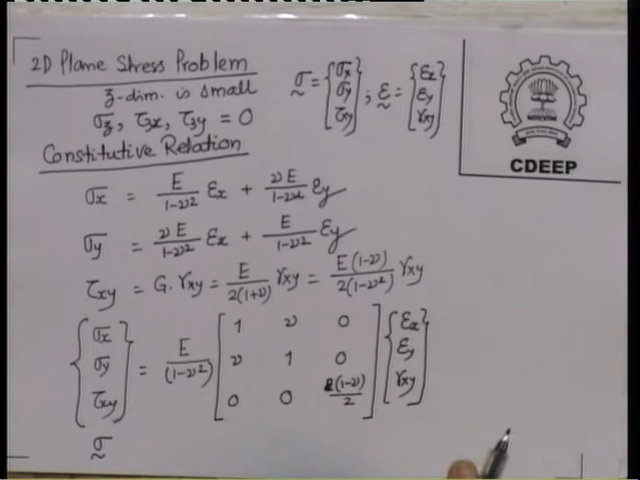 2D Plane Stress Problem
z-dim. is small
σz, τzx, τzy = 0
σ = {σx σy τxy} ; ε = {εx εy γxy}
CDEEP
Constitutive Relation
σx = E/(1-ν²) εx + νE/(1-ν²) εy
σy = νE/(1-ν²) εx + E/(1-ν²) εy
τxy = G·γxy = E/2(1+ν) γxy = E(1-ν)/2(1-ν²) γxy
{σx σy τxy} = E/(1-ν²) [1 ν 0
ν 1 0
0 0 (1-ν)/2] {εx εy γxy}
σ